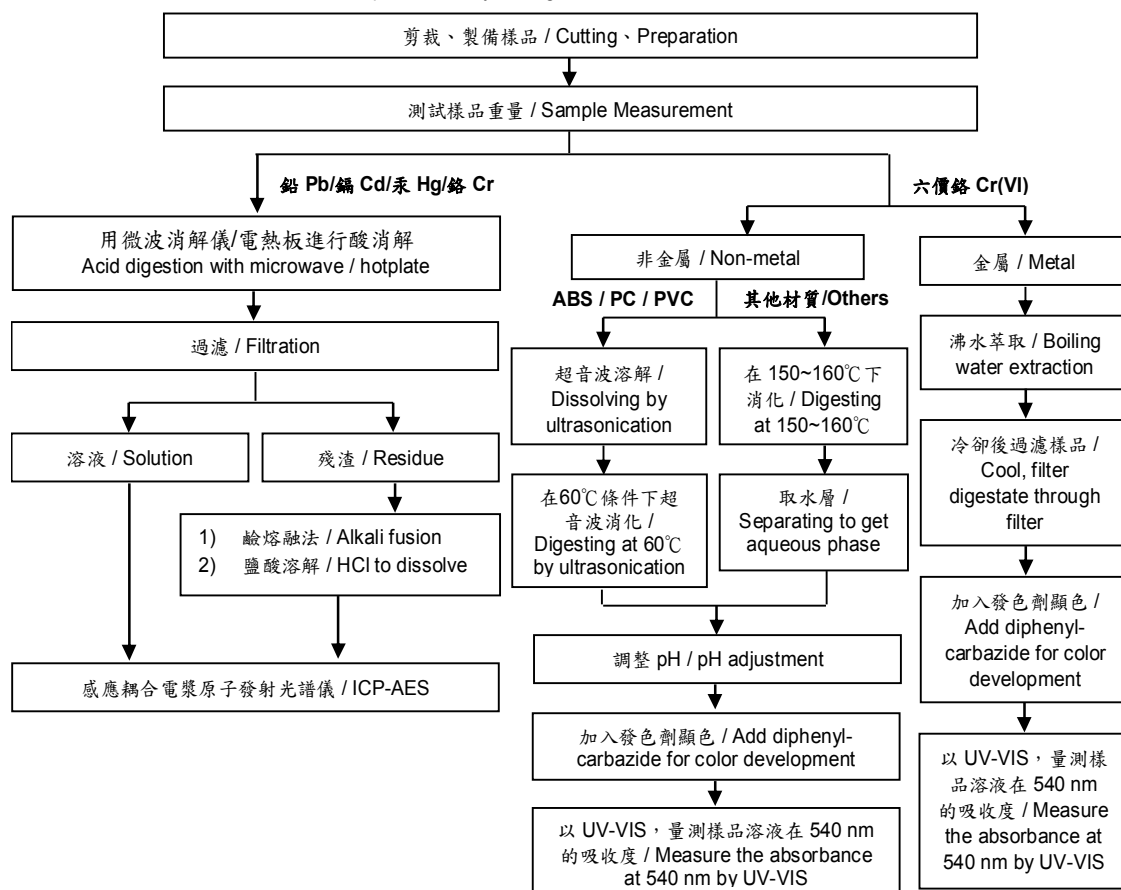 剪裁、製備樣品 / Cutting、Preparation
測試樣品重量 / Sample Measurement
鉛 Pb/鎘 Cd/汞 Hg/鉻 Cr
用微波消解儀/電熱板進行酸消解
Acid digestion with microwave / hotplate
過濾 / Filtration
溶液 / Solution
殘渣 / Residue
1) 鹼熔融法 / Alkali fusion
2) 鹽酸溶解 / HCl to dissolve
感應耦合電漿原子發射光譜儀 / ICP-AES
六價鉻 Cr(VI)
非金屬 / Non-metal
ABS / PC / PVC
超音波溶解 /
Dissolving by
ultrasonication
在60℃條件下超
音波消化 /
Digesting at 60℃
by ultrasonication
其他材質/Others
在 150~160℃下
消化 / Digesting
at 150~160℃
取水層 /
Separating to get
aqueous phase
調整 pH / pH adjustment
加入發色劑顯色 / Add diphenyl-
carbazide for color development
以 UV-VIS，量測樣品溶液在 540 nm
的吸收度 / Measure the absorbance
at 540 nm by UV-VIS
金屬 / Metal
沸水萃取 / Boiling
water extraction
冷卻後過濾樣品 /
Cool, filter
digestate through
filter
加入發色劑顯色 /
Add diphenyl-
carbazide for color
development
以 UV-VIS，量測樣
品溶液在 540 nm
的吸收度 / Measure
the absorbance at
540 nm by UV-VIS